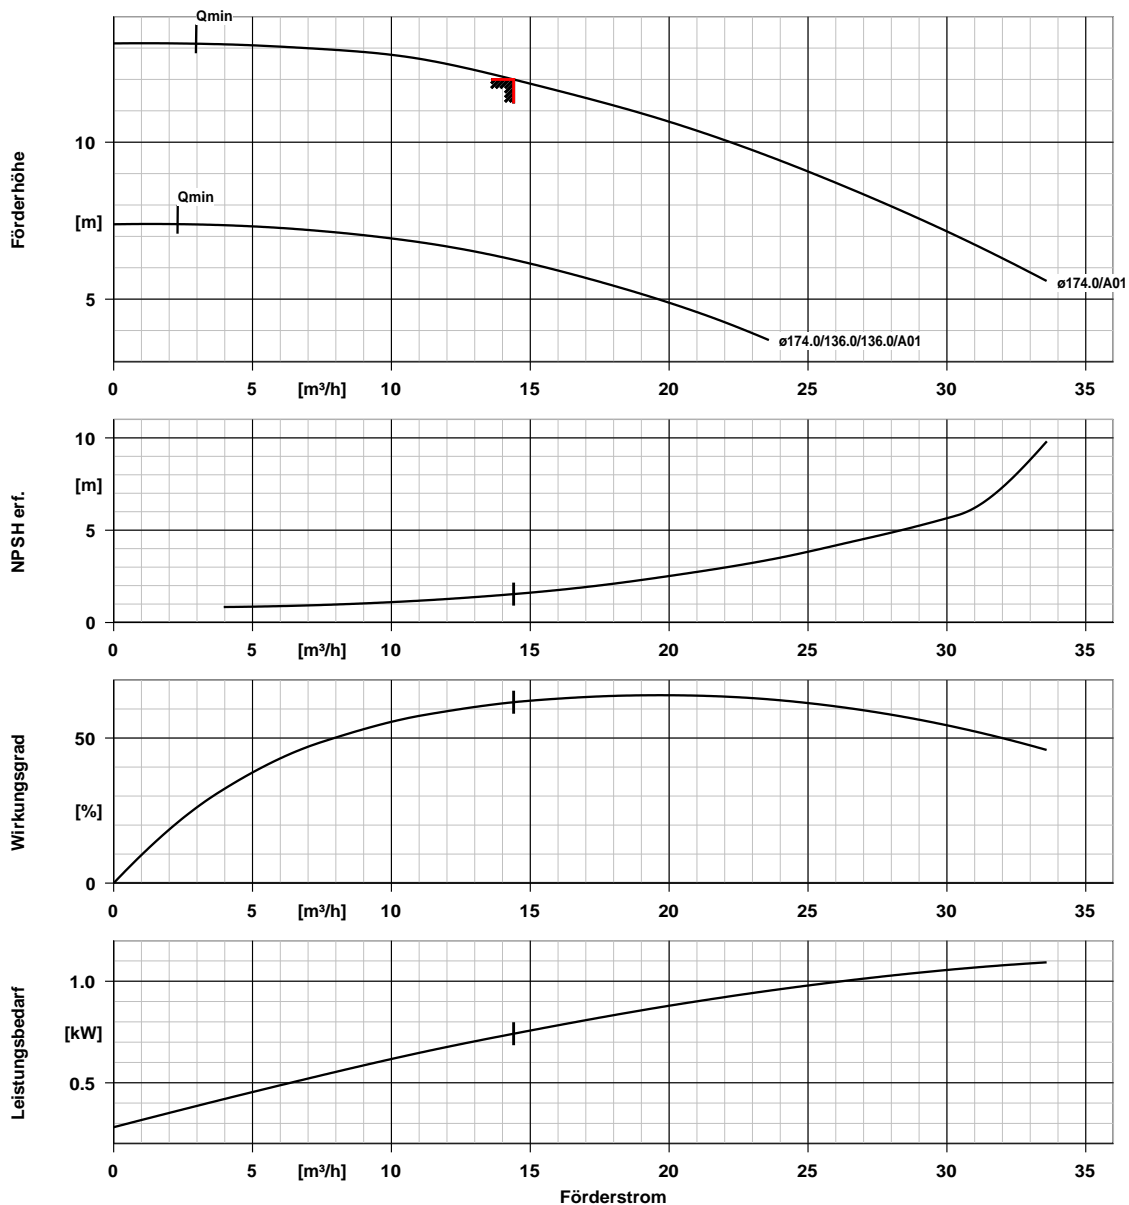 Qmin
10
Förderhöhe
[m]
Qmin
5
ø174.0/A01
ø174.0/136.0/136.0/A01
0 5 [m³/h] 10 15 20 25 30 35
10
[m]
NPSH erf.
5
0
0 5 [m³/h] 10 15 20 25 30 35
50
Wirkungsgrad
[%]
0
0 5 [m³/h] 10 15 20 25 30 35
1.0
[kW]
Leistungsbedarf
0.5
0 5 [m³/h] 10 15 20 25 30 35
Förderstrom